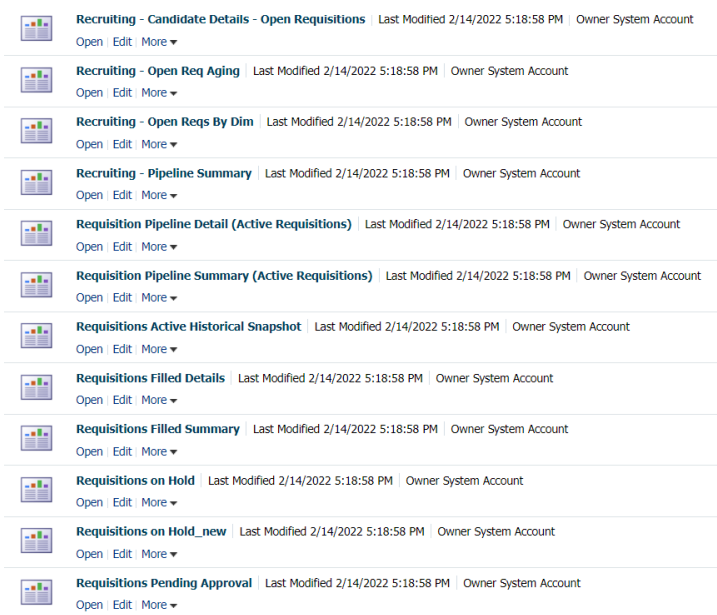 Recruiting - Candidate Details - Open Requisitions Last Modified 2/14/2022 5:18:58 PM Owner System Account
Open Edit More
Recruiting - Open Req Aging Last Modified 2/14/2022 5:18:58 PM Owner System Account
Open Edit More
Recruiting - Open Reqs By Dim Last Modified 2/14/2022 5:18:58 PM Owner System Account
Open Edit More
Recruiting - Pipeline Summary Last Modified 2/14/2022 5:18:58 PM Owner System Account
Open Edit More
Requisition Pipeline Detail (Active Requisitions) Last Modified 2/14/2022 5:18:58 PM Owner System Account
Open Edit More
Requisition Pipeline Summary (Active Requisitions) Last Modified 2/14/2022 5:18:58 PM Owner System Account
Open Edit More
Requisitions Active Historical Snapshot Last Modified 2/14/2022 5:18:58 PM Owner System Account
Open Edit More
Requisitions Filled Details Last Modified 2/14/2022 5:18:58 PM Owner System Account
Open Edit More
Requisitions Filled Summary Last Modified 2/14/2022 5:18:58 PM Owner System Account
Open Edit More
Requisitions on Hold Last Modified 2/14/2022 5:18:58 PM Owner System Account
Open Edit More
Requisitions on Hold_new Last Modified 2/14/2022 5:18:58 PM Owner System Account
Open Edit More
Requisitions Pending Approval Last Modified 2/14/2022 5:18:58 PM Owner System Account
Open Edit More